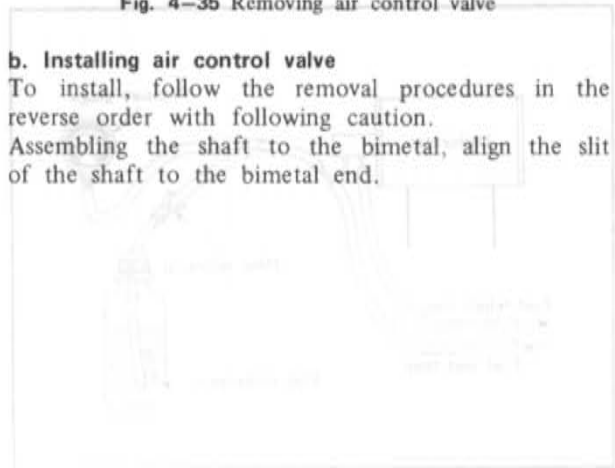 Fig. 4-35 Removing air control valve
b. Installing air control valve
To install, follow the removal procedures in the
reverse order with following caution.
Assembling the shaft to the bimetal, align the slit
of the shaft to the bimetal end.